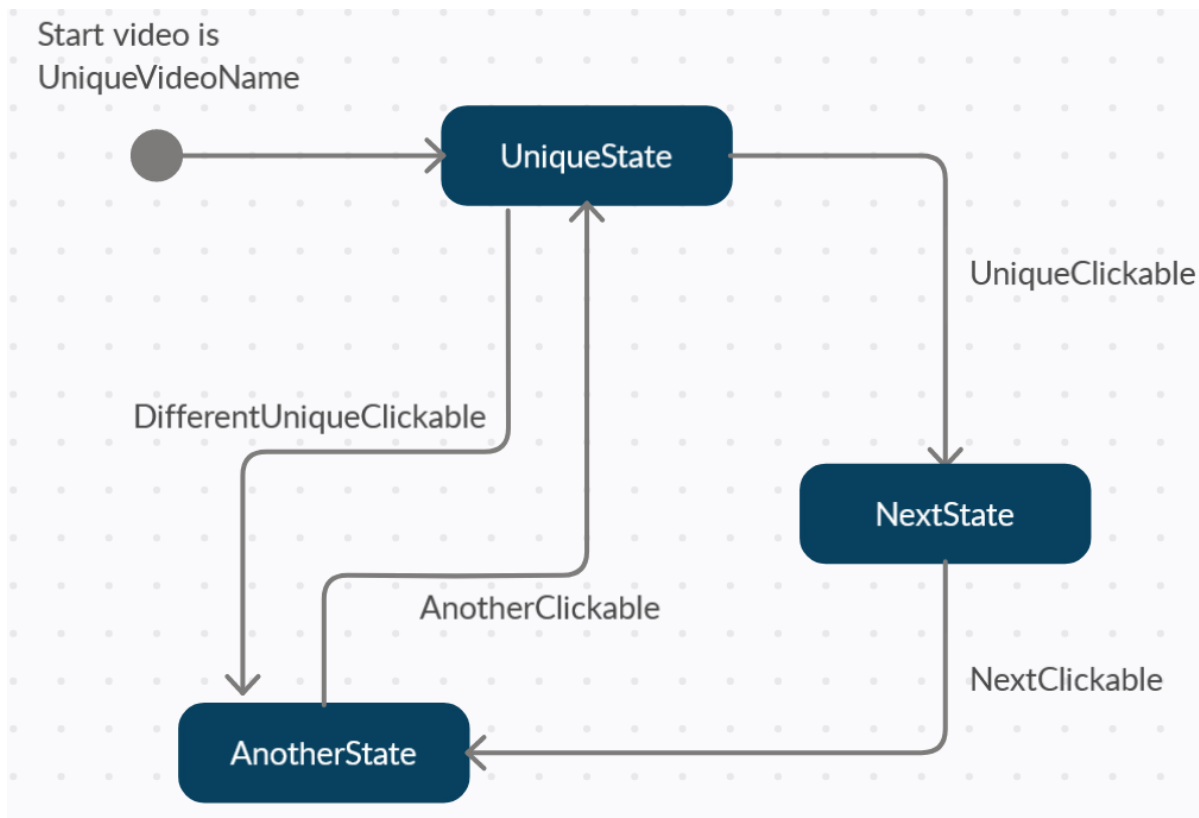 Start video is
UniqueVideoName
UniqueState
UniqueClickable
DifferentUniqueClickable
NextState
AnotherClickable
NextClickable
AnotherState